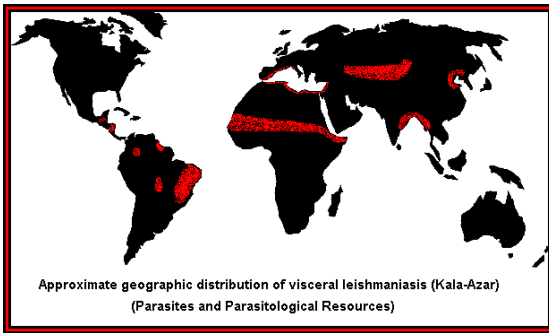 Approximate geographic distribution of visceral leishmaniasis (Kala-Azar)
(Parasites and Parasitological Resources)